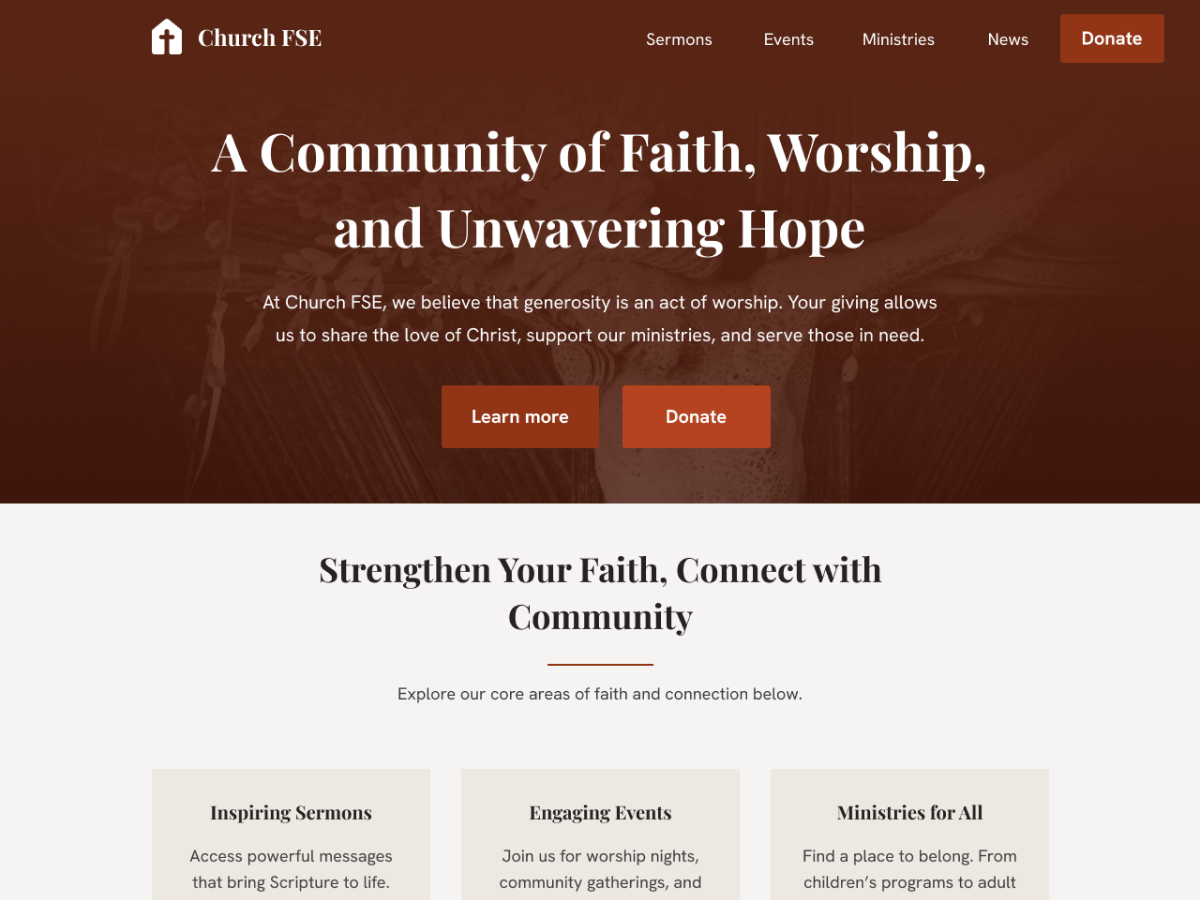 Church FSE
Sermons
Events
Ministries
News
Donate
A Community of Faith, Worship,
and Unwavering Hope
At Church FSE, we believe that generosity is an act of worship. Your giving allows
us to share the love of Christ, support our ministries, and serve those in need.
Learn more
Donate
Strengthen Your Faith, Connect with
Community
Explore our core areas of faith and connection below.
Inspiring Sermons
Access powerful messages
that bring Scripture to life.
Engaging Events
Join us for worship nights,
community gatherings, and
Ministries for All
Find a place to belong. From
children’s programs to adult